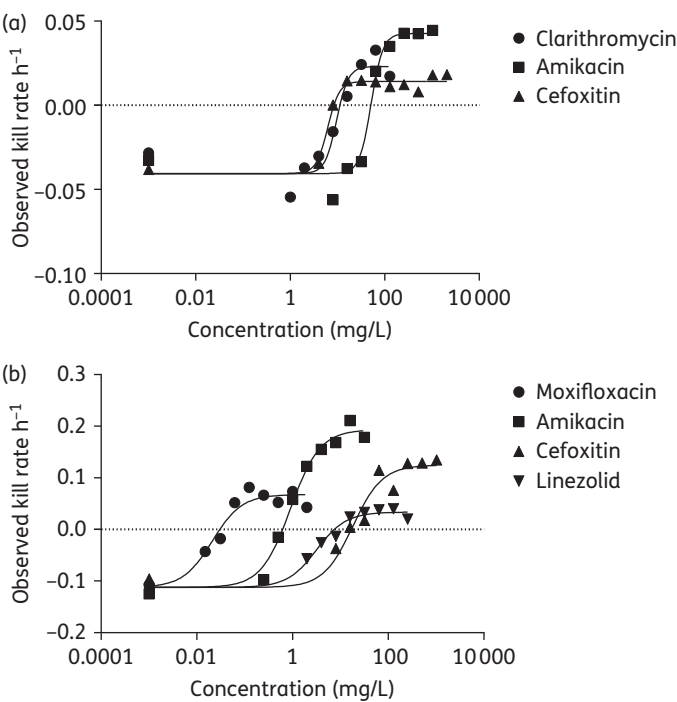 (a)
0.05
0.00
−0.05
−0.10
Observed kill rate h⁻¹
0.0001
0.01
1
100
10 000
Concentration (mg/L)
Clarithromycin
Amikacin
Cefoxitin
(b)
0.3
0.2
0.1
0.0
−0.1
−0.2
Observed kill rate h⁻¹
0.0001
0.01
1
100
10 000
Concentration (mg/L)
Moxifloxacin
Amikacin
Cefoxitin
Linezolid